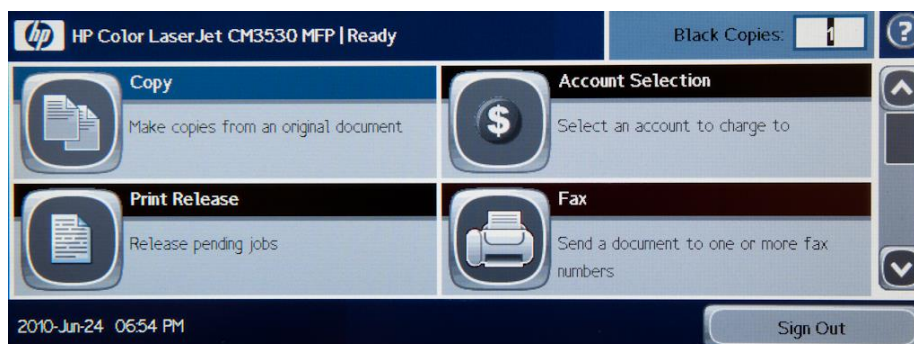 hp HP Color LaserJet CM3530 MFP | Ready
Black Copies: 1
?
Copy
Make copies from an original document
Account Selection
$
Select an account to charge to
Print Release
Release pending jobs
Fax
Send a document to one or more fax
numbers
2010-Jun-24 06:54 PM
Sign Out